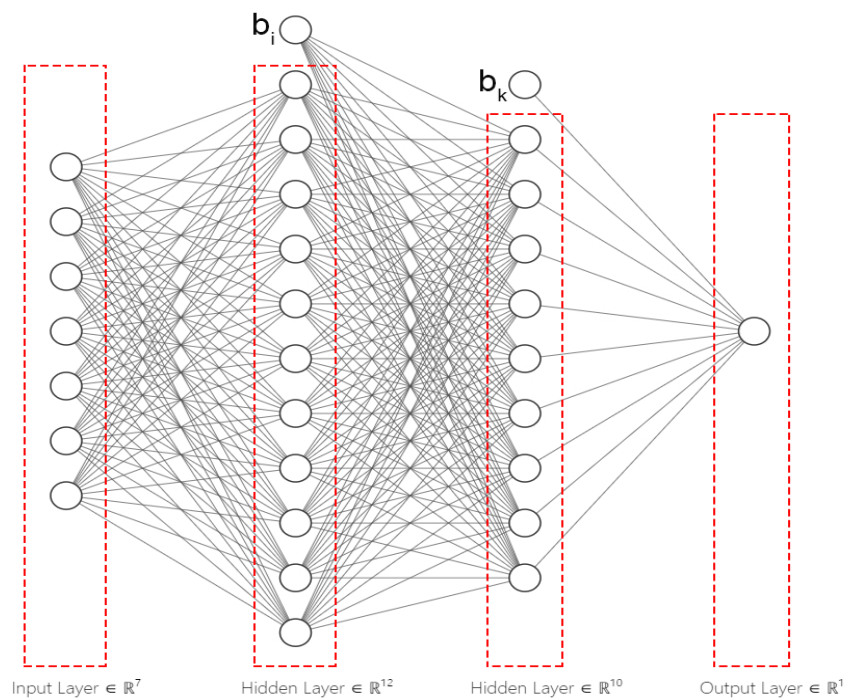 bᵢ
bₖ
Input Layer ∈ ℝ⁷
Hidden Layer ∈ ℝ¹²
Hidden Layer ∈ ℝ¹⁰
Output Layer ∈ ℝ¹